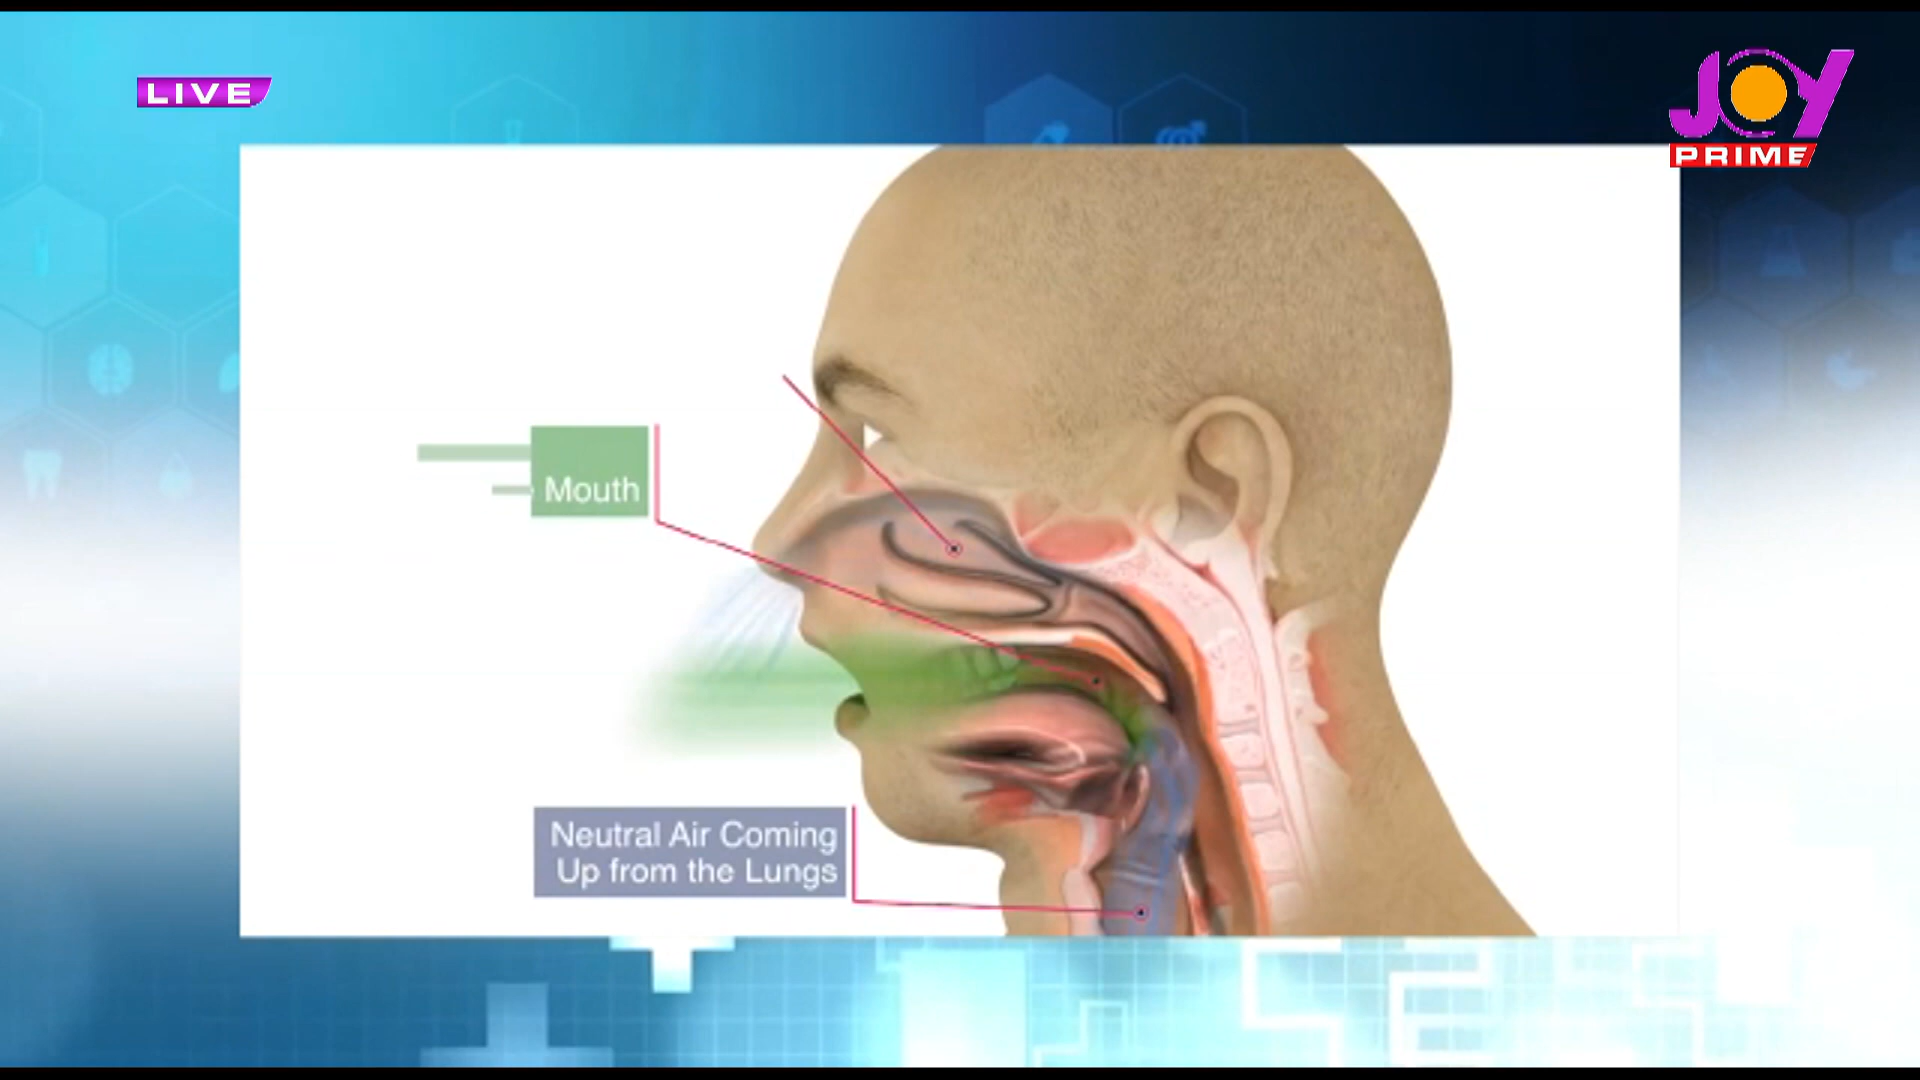 LIVE
JOY
PRIME
Mouth
Neutral Air Coming
Up from the Lungs